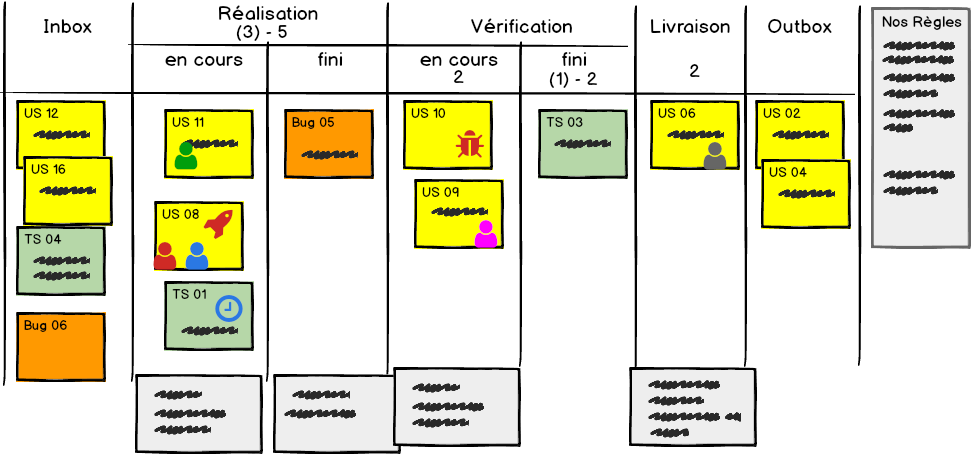 Inbox
Réalisation
(3) - 5
en cours
fini
Vérification
en cours
2
fini
(1) - 2
Livraison
2
Outbox
Nos Règles
US 12
US 16
TS 04
Bug 06
US 11
US 08
TS 01
Bug 05
US 10
US 09
TS 03
US 06
US 02
US 04